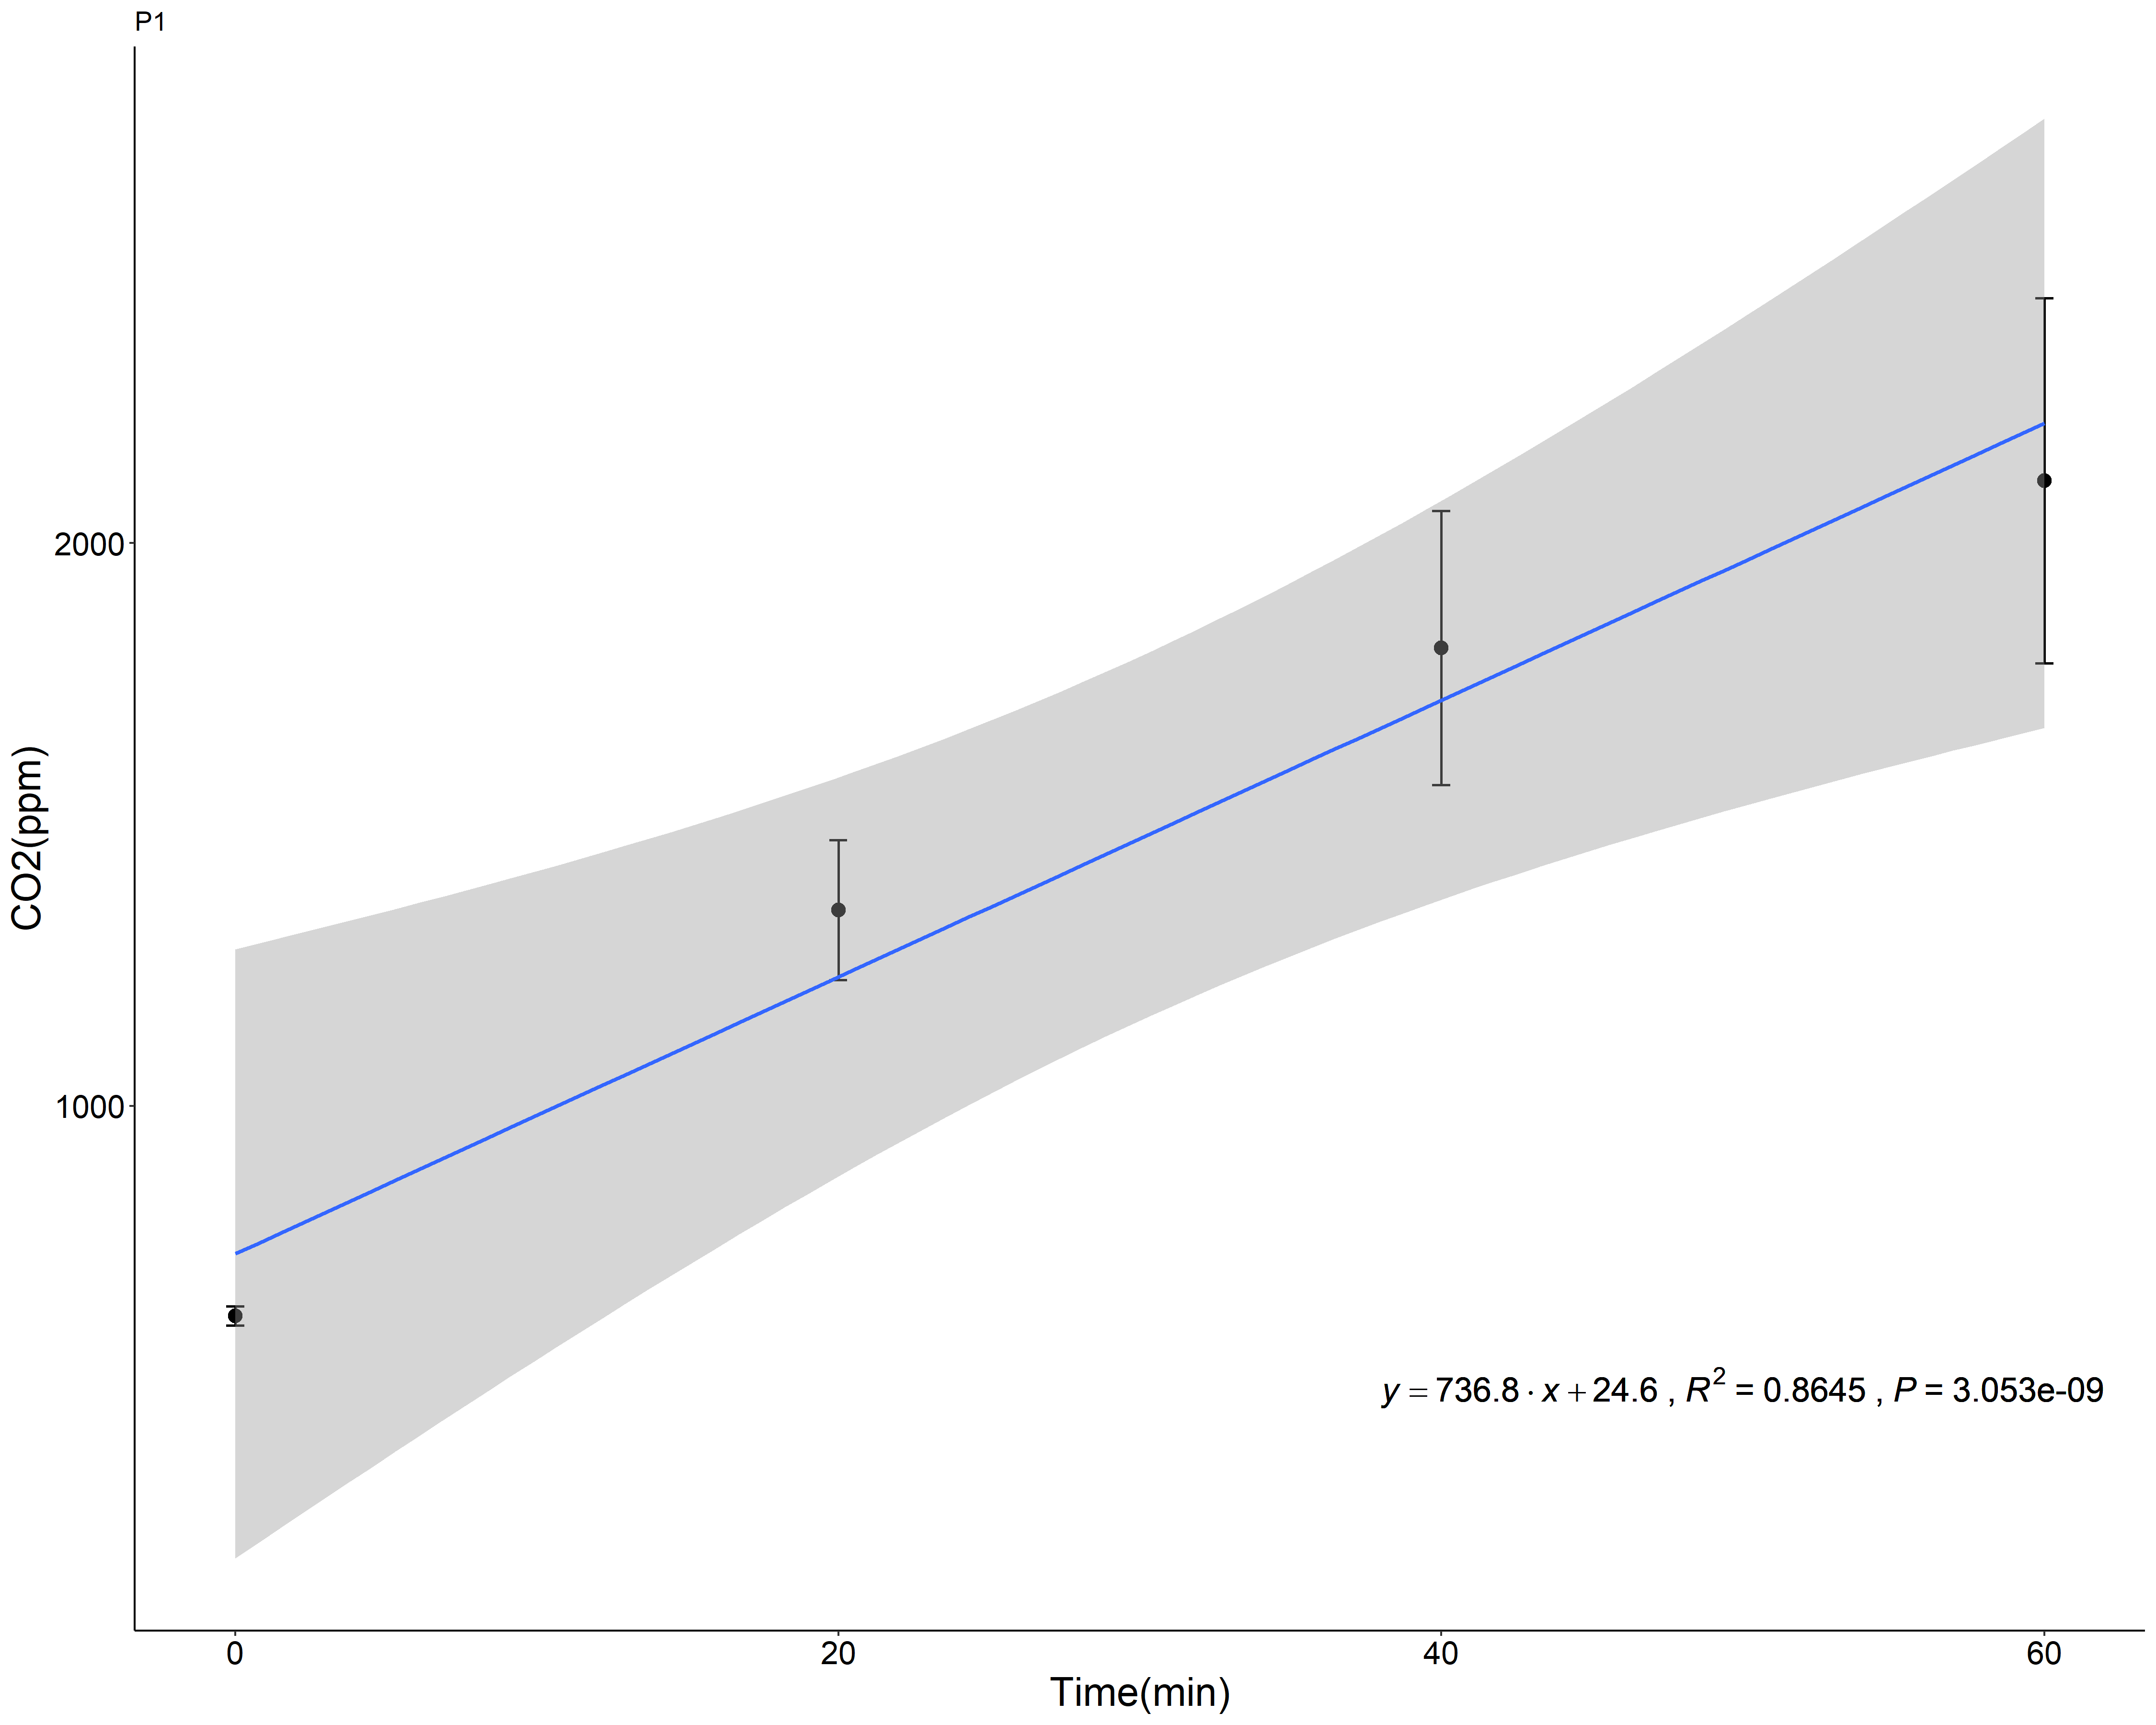 P1
2000
1000
CO2(ppm)
y = 736.8 · x + 24.6 , R² = 0.8645 , P = 3.053e-09
0 20 40 60
Time(min)